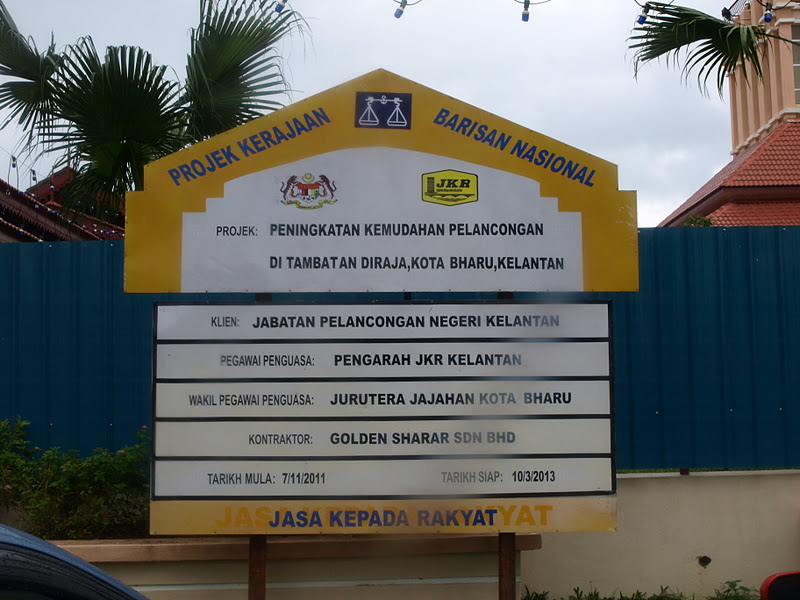 PROJEK KERAJAAN BARISAN NASIONAL
JKR
PROJEK: PENINGKATAN KEMUDAHAN PELANCONGAN
DI TAMBATAN DIRAJA,KOTA BHARU,KELANTAN
KLIEN: JABATAN PELANCONGAN NEGERI KELANTAN
PEGAWAI PENGUASA: PENGARAH JKR KELANTAN
WAKIL PEGAWAI PENGUASA: JURUTERA JAJAHAN KOTA BHARU
KONTRAKTOR: GOLDEN SHARAR SDN BHD
TARIKH MULA: 7/11/2011 TARIKH SIAP: 10/3/2013
JASA KEPADA RAKYAT